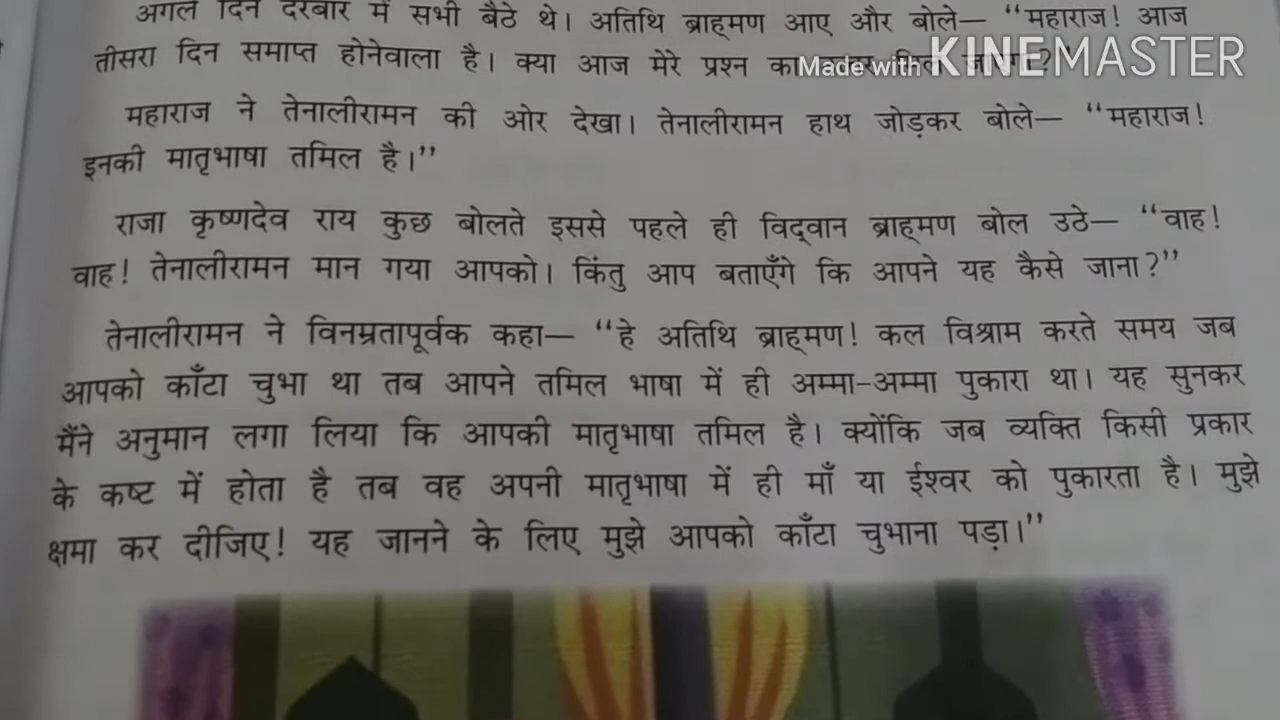 अगले दिन दरबार में सभी बैठे थे। अतिथि ब्राह्मण आए और बोले— “महाराज! आज
तीसरा दिन समाप्त होनेवाला है। क्या आज मेरे प्रश्न का
Made with KINEMASTER
महाराज ने तेनालीरामन की ओर देखा। तेनालीरामन हाथ जोड़कर बोले— “महाराज!
इनकी मातृभाषा तमिल है।”
राजा कृष्णदेव राय कुछ बोलते इससे पहले ही विद्वान ब्राह्मण बोल उठे— “वाह!
वाह! तेनालीरामन मान गया आपको। किंतु आप बताएँगे कि आपने यह कैसे जाना?”
तेनालीरामन ने विनम्रतापूर्वक कहा— “हे अतिथि ब्राह्मण! कल विश्राम करते समय जब
आपको काँटा चुभा था तब आपने तमिल भाषा में ही अम्मा-अम्मा पुकारा था। यह सुनकर
मैंने अनुमान लगा लिया कि आपकी मातृभाषा तमिल है। क्योंकि जब व्यक्ति किसी प्रकार
के कष्ट में होता है तब वह अपनी मातृभाषा में ही माँ या ईश्वर को पुकारता है। मुझे
क्षमा कर दीजिए! यह जानने के लिए मुझे आपको काँटा चुभाना पड़ा।”